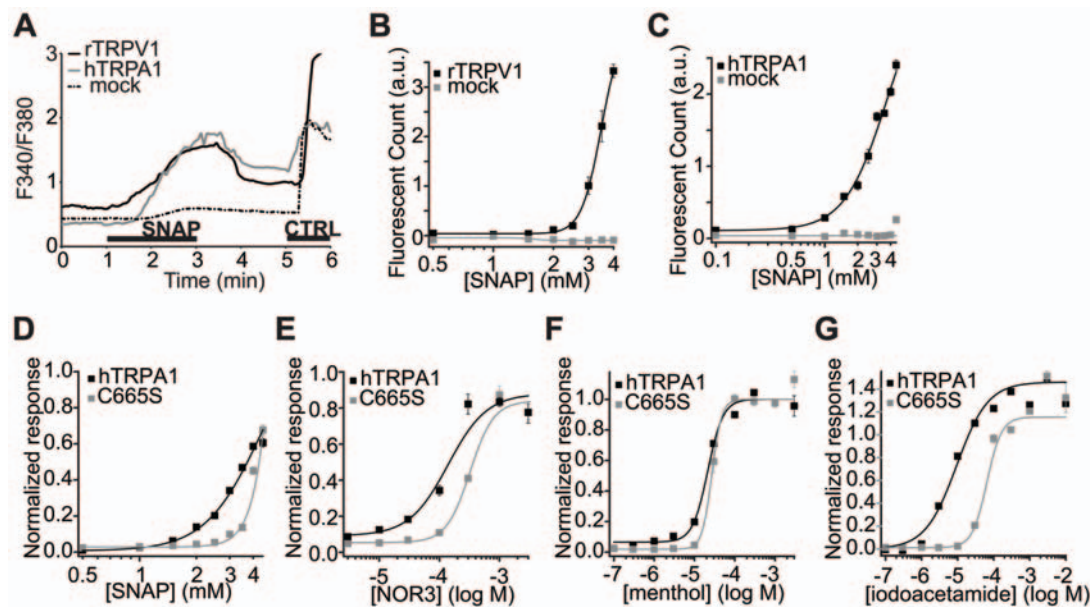 A
F340/F380
3
2
1
0
rTRPV1
hTRPA1
mock
SNAP
CTRL
0 1 2 3 4 5 6
Time (min)
B
Fluorescent Count (a.u.)
4
3
2
1
0
rTRPV1
mock
0.5 1 2 3 4
[SNAP] (mM)
C
Fluorescent Count (a.u.)
2
1
0
hTRPA1
mock
0.1 0.5 1 2 3 4
[SNAP] (mM)
D
Normalized response
1.0
0.8
0.6
0.4
0.2
0.0
hTRPA1
C665S
0.5 1 2 3 4
[SNAP] (mM)
E
Normalized response
1.0
0.8
0.6
0.4
0.2
0.0
hTRPA1
C665S
-5 -4 -3
[NOR3] (log M)
F
Normalized response
1.2
1.0
0.8
0.6
0.4
0.2
0.0
hTRPA1
C665S
-7 -6 -5 -4 -3
[menthol] (log M)
G
Normalized response
1.4
1.2
1.0
0.8
0.6
0.4
0.2
0.0
hTRPA1
C665S
-7 -6 -5 -4 -3 -2
[iodoacetamide] (log M)